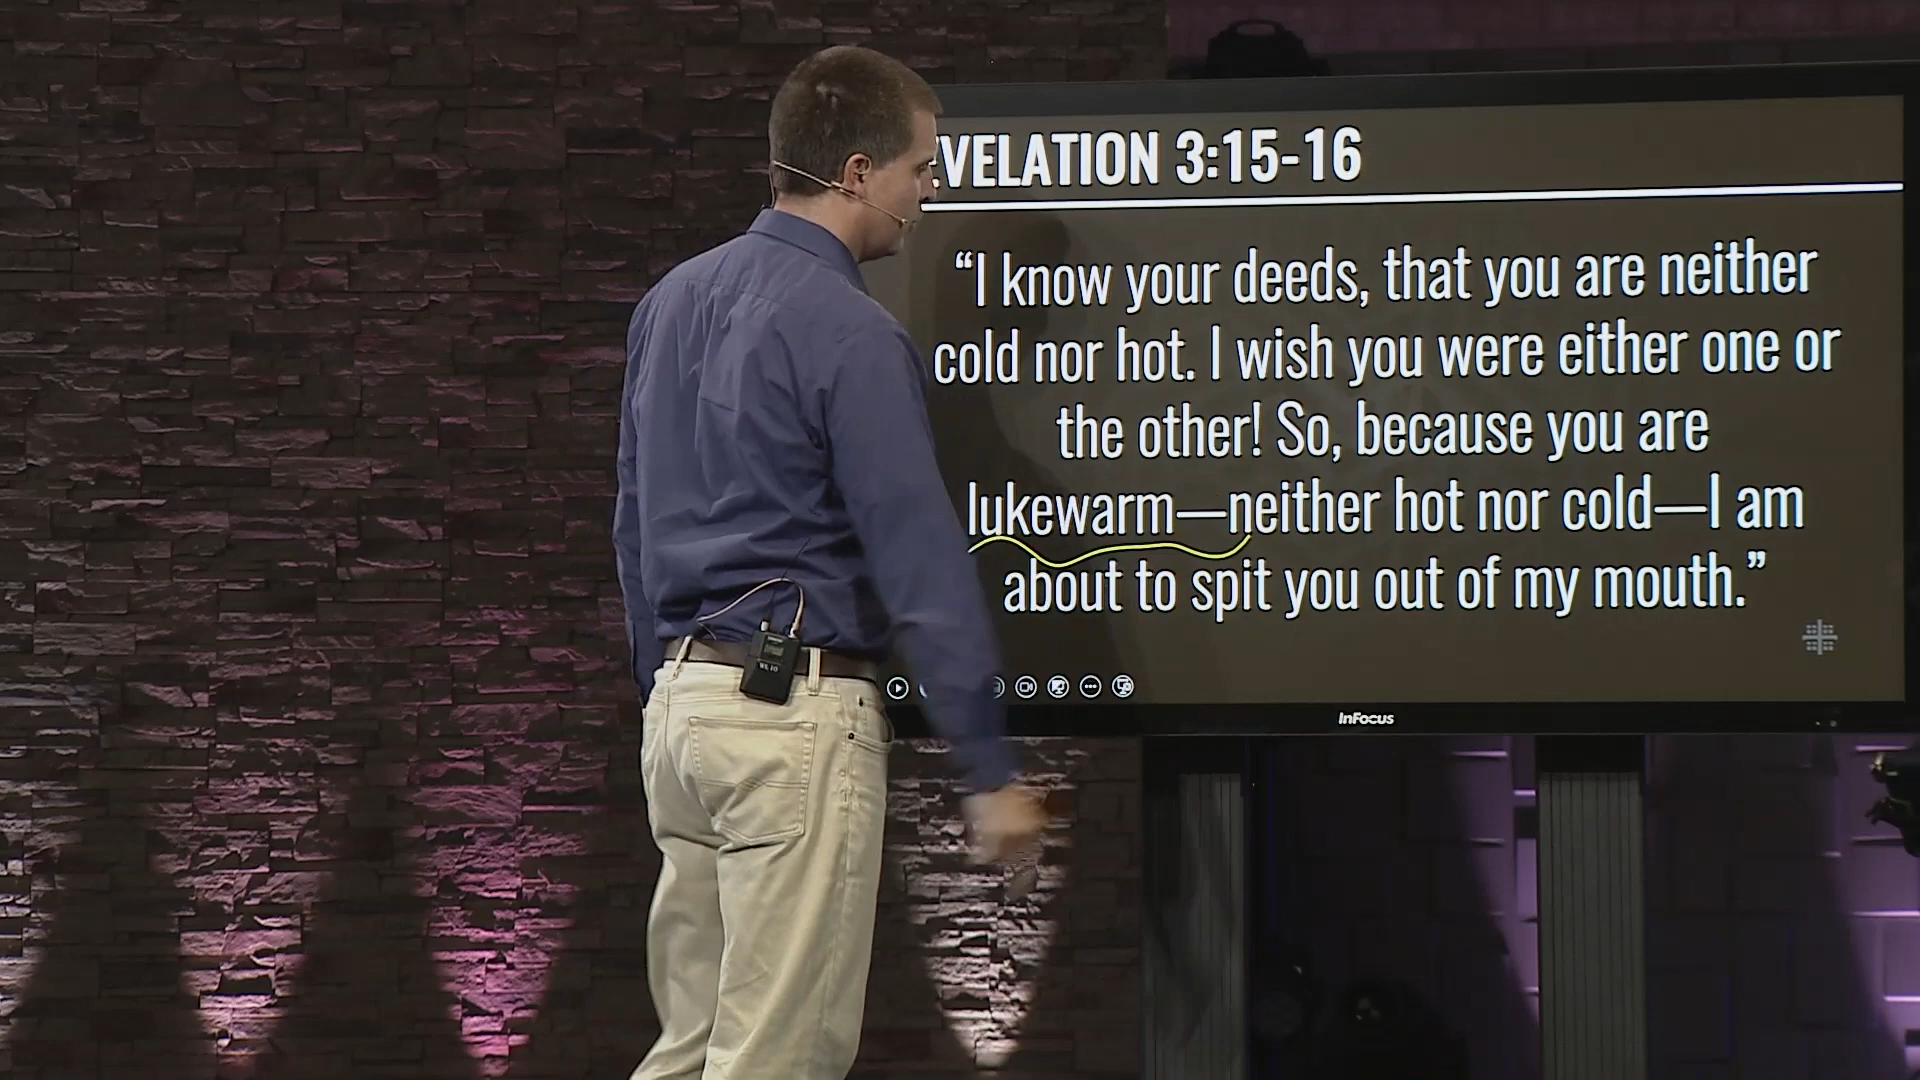 EVELATION 3:15-16
“I know your deeds, that you are neither
cold nor hot. I wish you were either one or
the other! So, because you are
lukewarm—neither hot nor cold—I am
about to spit you out of my mouth.”
InFocus